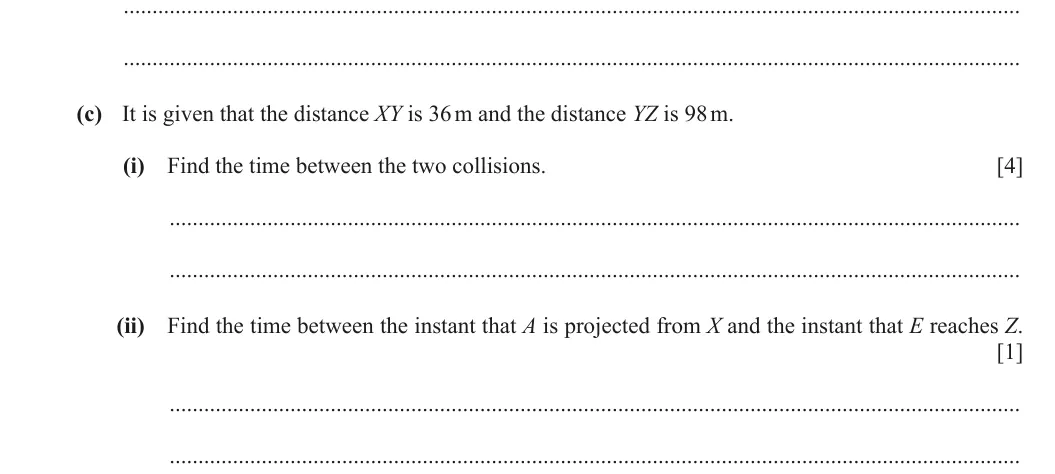 (c) It is given that the distance XY is 36 m and the distance YZ is 98 m.
(i) Find the time between the two collisions. [4]
(ii) Find the time between the instant that A is projected from X and the instant that E reaches Z.
[1]